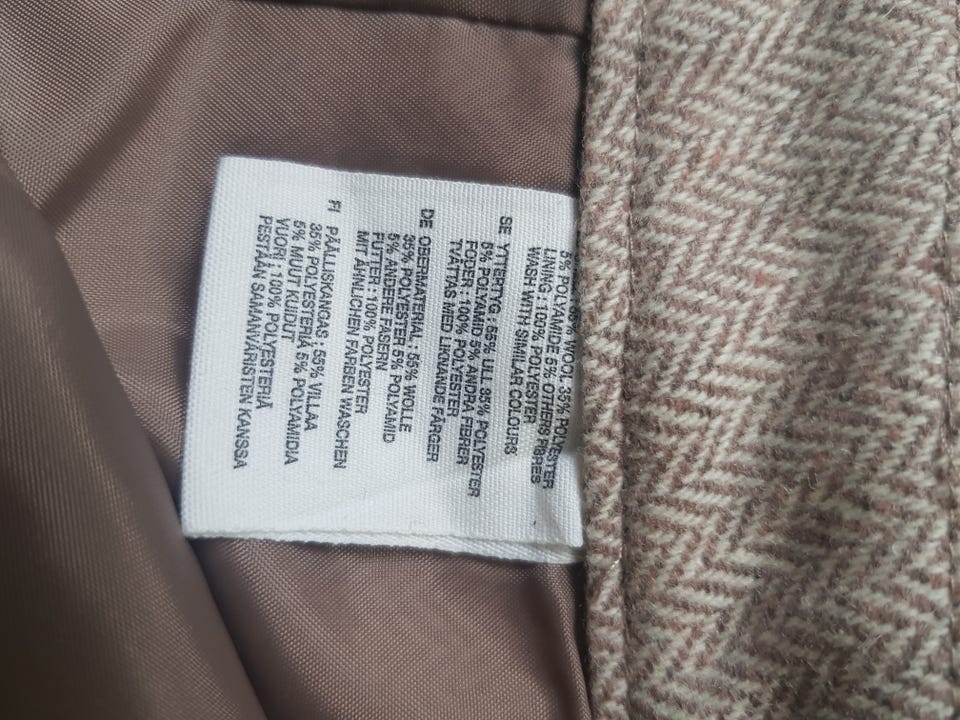 55% WOOL 35% POLYESTER
5% POLYAMIDE 5% OTHERS FIBRES
LINING : 100% POLYESTER
WASH WITH SIMILAR COLOURS
SE YTTERTYG : 55% ULL 35% POLYESTER
5% POLYAMID 5% ANDRA FIBRER
FODER : 100% POLYESTER
TVÄTTAS MED LIKNANDE FÄRGER
DE OBERMATERIAL : 55% WOLLE
35% POLYESTER 5% POLYAMID
5% ANDERE FASERN
FUTTER : 100% POLYESTER
MIT ÄHNLICHEN FARBEN WASCHEN
FI PÄÄLLISKANGAS : 55% VILLAA
35% POLYESTERIÄ 5% POLYAMIDIA
5% MUUT KUIDUT
VUORI : 100% POLYESTERIÄ
PESTÄÄN SAMANVÄRISTEN KANSSA